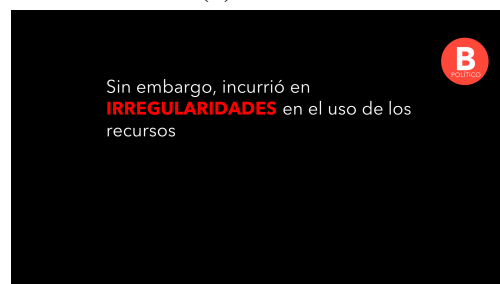 B
POLÍTICO
Sin embargo, incurrió en
IRREGULARIDADES en el uso de los
recursos